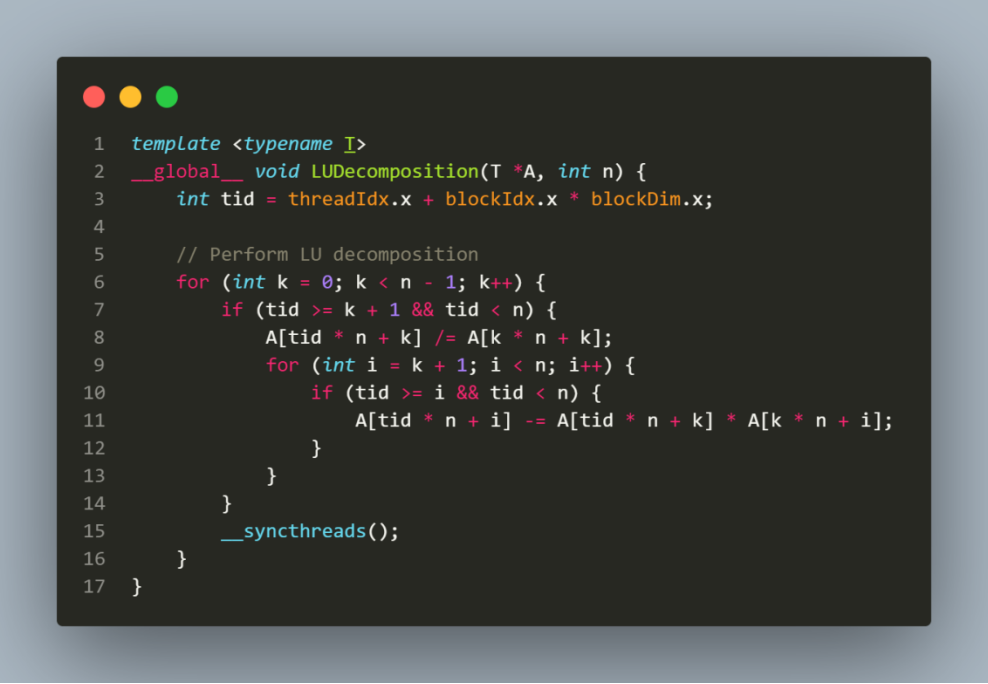 1 template <typename T>
2 __global__ void LUDecomposition(T *A, int n) {
3     int tid = threadIdx.x + blockIdx.x * blockDim.x;
4
5     // Perform LU decomposition
6     for (int k = 0; k < n - 1; k++) {
7         if (tid >= k + 1 && tid < n) {
8             A[tid * n + k] /= A[k * n + k];
9             for (int i = k + 1; i < n; i++) {
10                 if (tid >= i && tid < n) {
11                     A[tid * n + i] -= A[tid * n + k] * A[k * n + i];
12                 }
13             }
14         }
15         __syncthreads();
16     }
17 }